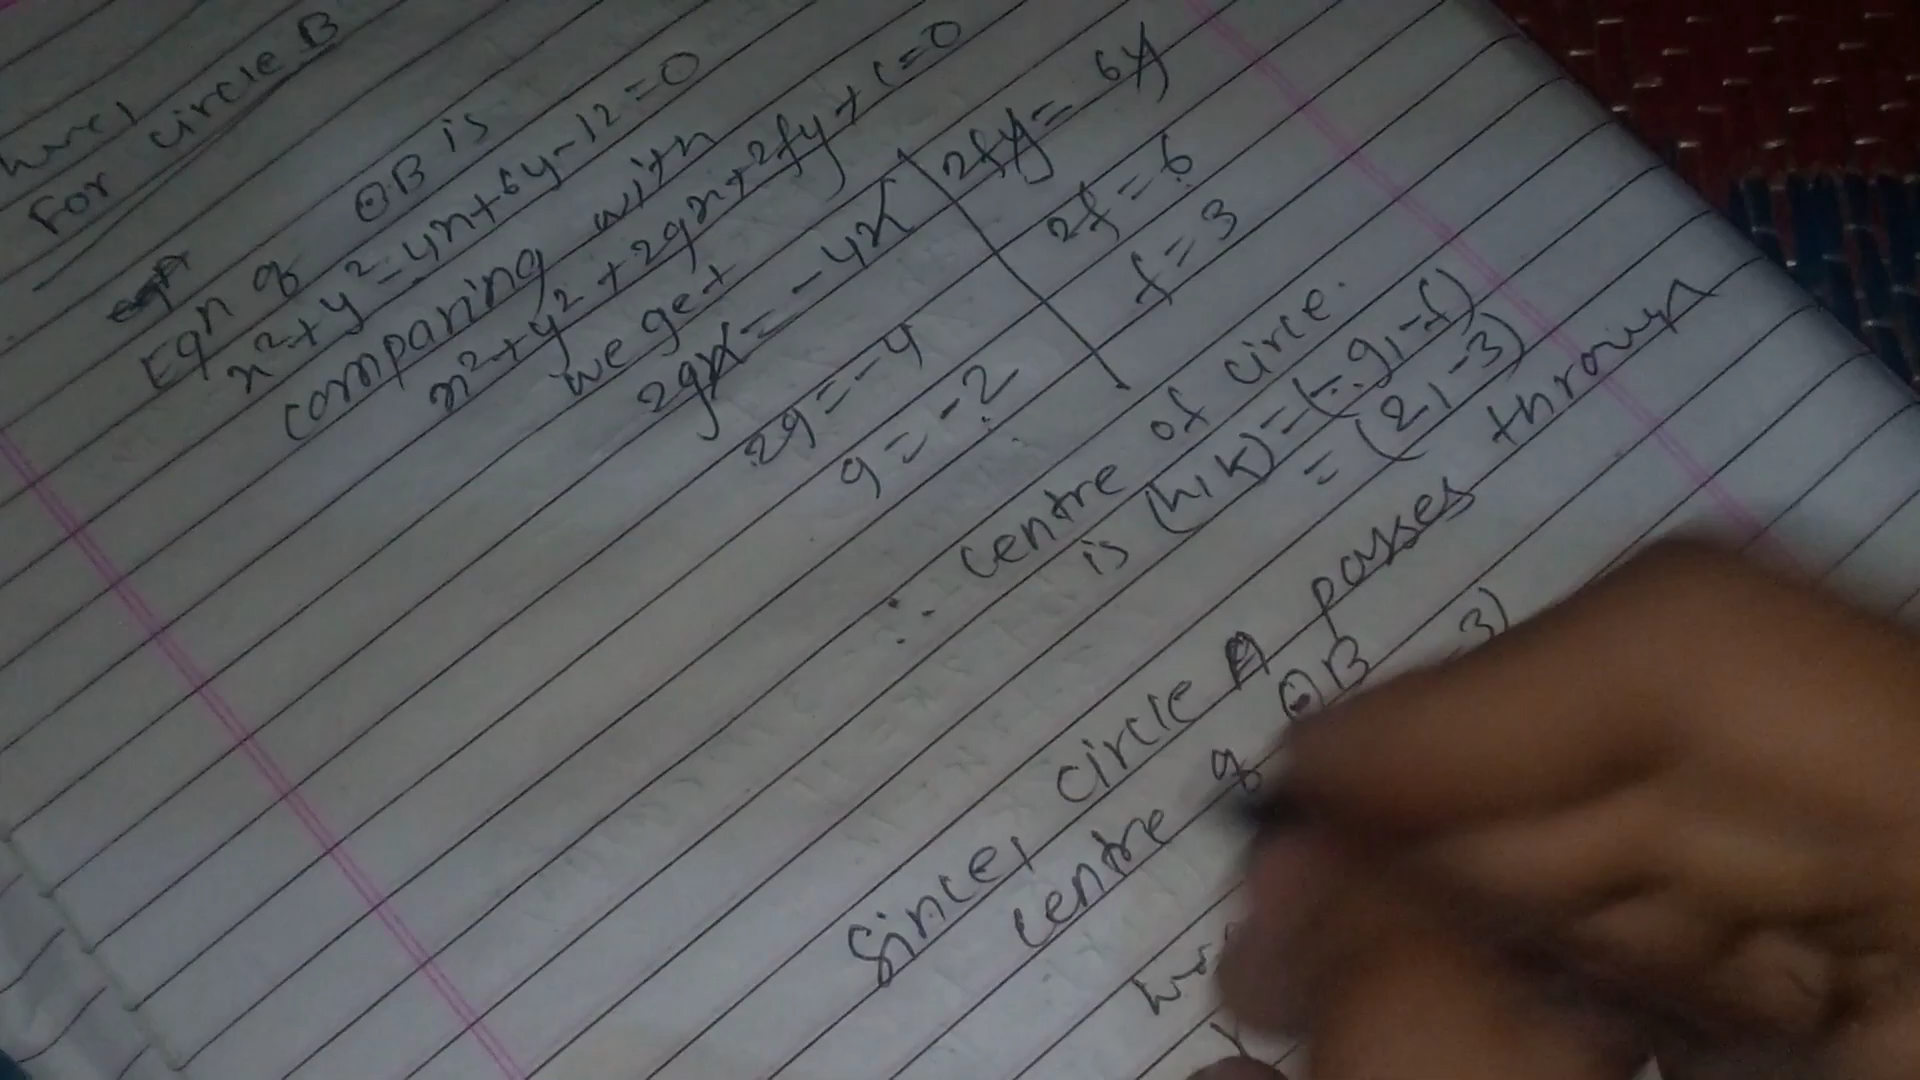 For circle B
Eqn of ⊙B is
x²+y²-4x+6y-12=0
comparing with
x²+y²+2gx+2fy+c=0
we get
2gx = -4x
2g = -4
g = -2
2fy = 6y
2f = 6
f = 3
∴ centre of circle.
is (h,k) = (-g,-f)
= (2,-3)
Since, circle A passes through
centre of ⊙B 3)